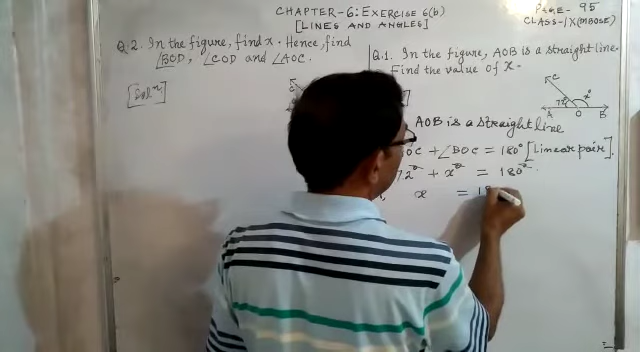 CHAPTER-6: EXERCISE 6(b)
[LINES AND ANGLES]
PAGE- 95
CLASS-IX(MBOSE)
Q.2. In the figure, find x. Hence, find
∠BOD, ∠COD and ∠AOC.
[Solⁿ]
Q.1. In the figure, AOB is a straight line.
Find the value of x.
C
72° x°
A O B
AOB is a straight line
OC + ∠BOC = 180° [Linear pair].
72° + x° = 180°.
x = 18